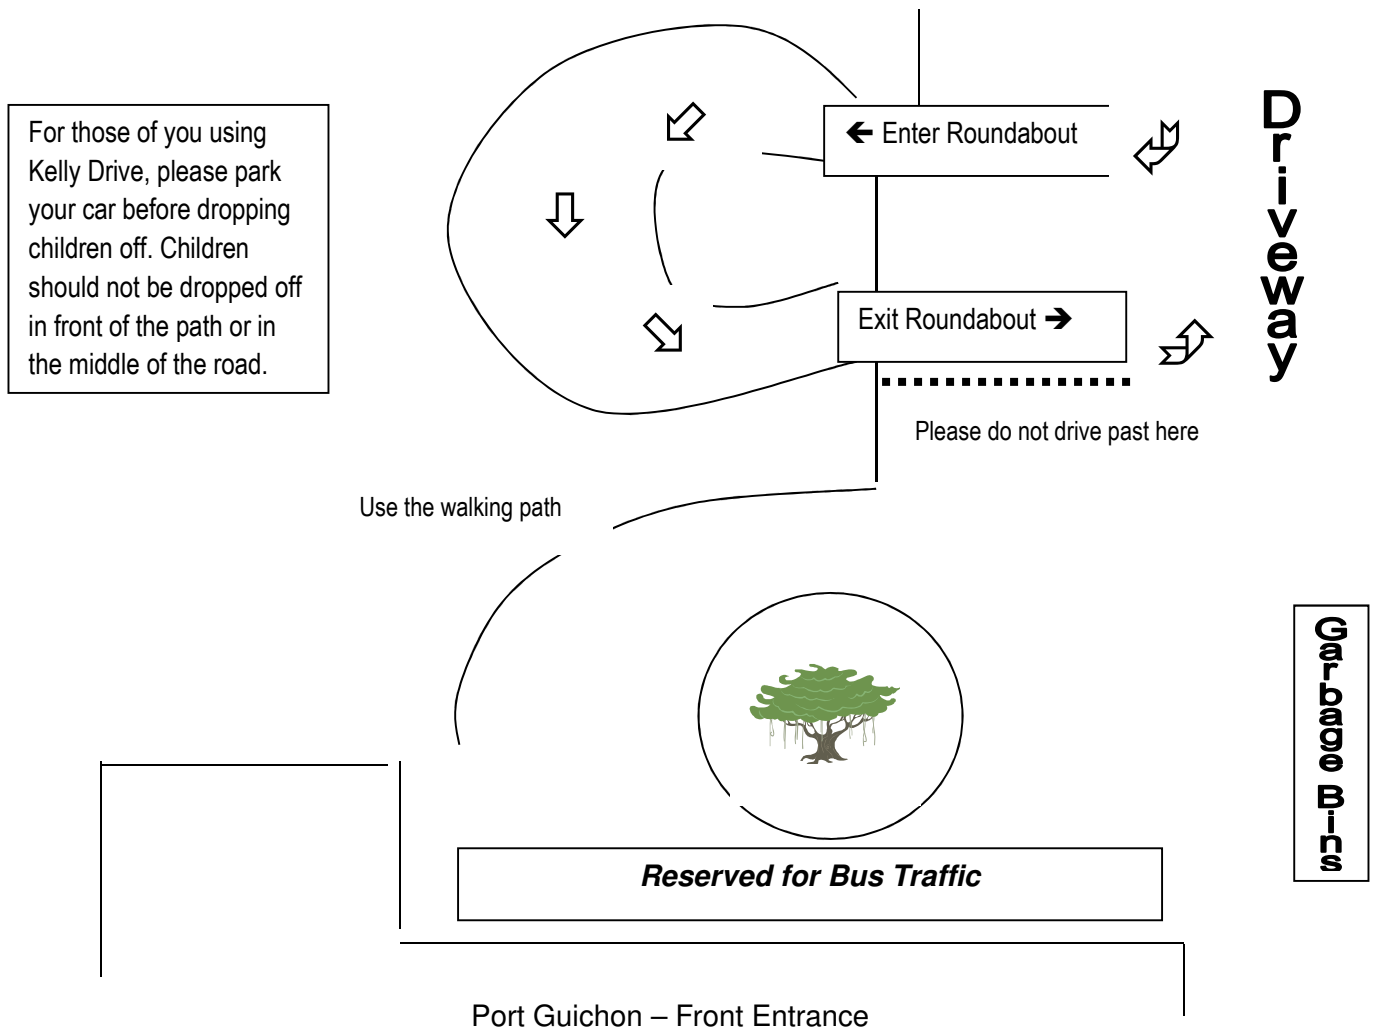 For those of you using
Kelly Drive, please park
your car before dropping
children off. Children
should not be dropped off
in front of the path or in
the middle of the road.
🡸 Enter Roundabout
Driveway
Exit Roundabout 🡺
Please do not drive past here
Use the walking path
Garbage Bins
Reserved for Bus Traffic
Port Guichon – Front Entrance